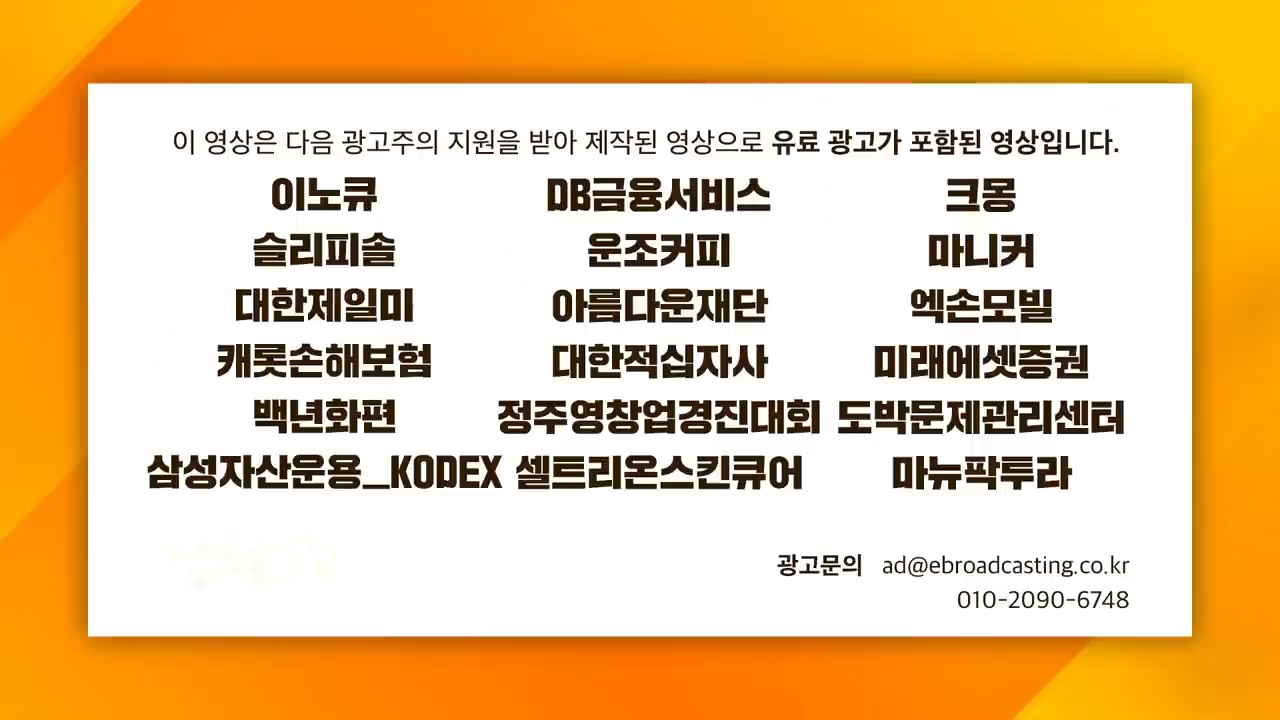 이 영상은 다음 광고주의 지원을 받아 제작된 영상으로 유료 광고가 포함된 영상입니다.
이노큐 DB금융서비스 크몽
슬리피솔 운조커피 마니커
대한제일미 아름다운재단 엑손모빌
캐롯손해보험 대한적십자사 미래에셋증권
백년화편 정주영창업경진대회 도박문제관리센터
삼성자산운용_KODEX 셀트리온스킨큐어 마뉴팍투라
광고문의 ad@ebroadcasting.co.kr
010-2090-6748